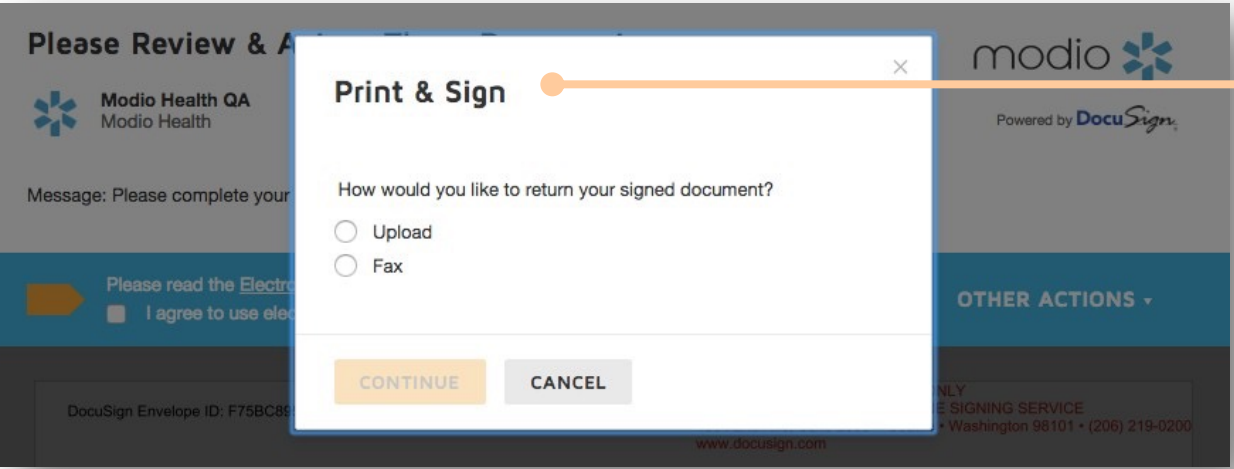 Please Review & A
modio
Print & Sign
×
Modio Health QA
Modio Health
Powered by DocuSign
Message: Please complete your
How would you like to return your signed document?
Upload
Fax
Please read the Electro
I agree to use elec
OTHER ACTIONS
CONTINUE
CANCEL
DocuSign Envelope ID: F75BC89
NLY
E SIGNING SERVICE
• Washington 98101 • (206) 219-0200
www.docusign.com